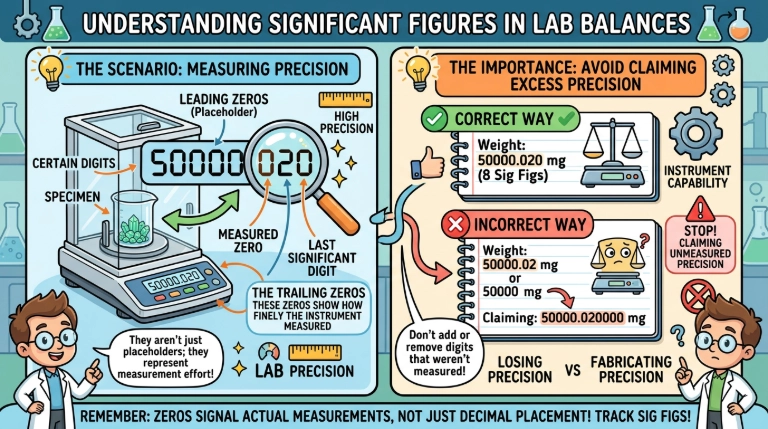 UNDERSTANDING SIGNIFICANT FIGURES IN LAB BALANCES
THE SCENARIO: MEASURING PRECISION
LEADING ZEROS
(Placeholder)
HIGH
PRECISION
CERTAIN DIGITS
50000.020
SPECIMEN
MEASURED
ZERO
LAST
SIGNIFICANT
DIGIT
50000.020
THE TRAILING ZEROS
THESE ZEROS SHOW HOW
FINELY THE INSTRUMENT
MEASURED
They aren't just
placeholders; they
represent
measurement effort!
LAB PRECISION
THE IMPORTANCE: AVOID CLAIMING
EXCESS PRECISION
CORRECT WAY
Weight:
50000.020 mg
(8 Sig Figs)
INSTRUMENT
CAPABILITY
INCORRECT WAY
Weight:
50000.02 mg
or
50000 mg
Claiming: 50000.020000 mg
?
STOP!
CLAIMING
UNMEASURED
PRECISION
Don't add or
remove digits
that weren't
measured!
LOSING
PRECISION
VS
FABRICATING
PRECISION
?
?
REMEMBER: ZEROS SIGNAL ACTUAL MEASUREMENTS, NOT JUST DECIMAL PLACEMENT! TRACK SIG FIGS!